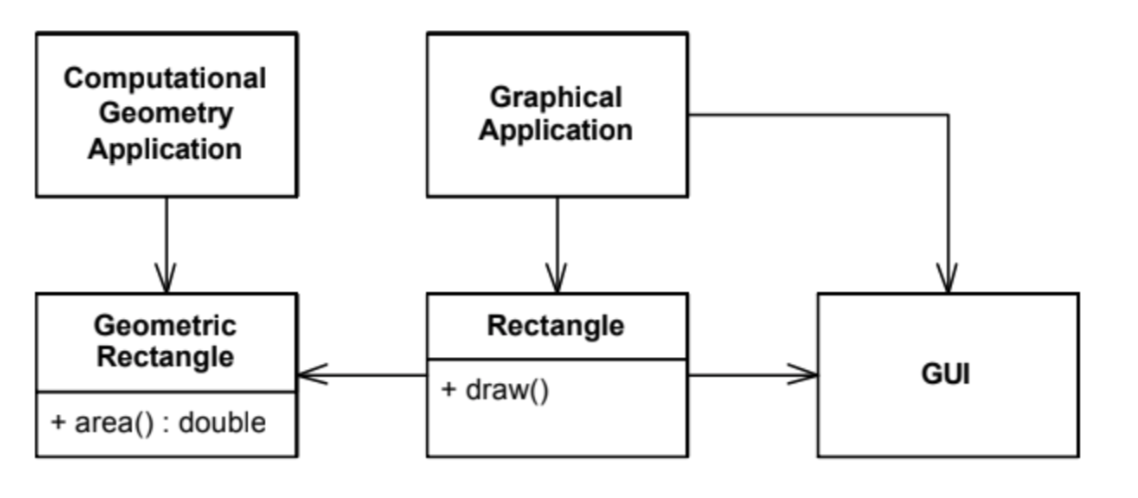 Computational
Geometry
Application
Graphical
Application
Geometric
Rectangle
+ area() : double
Rectangle
+ draw()
GUI